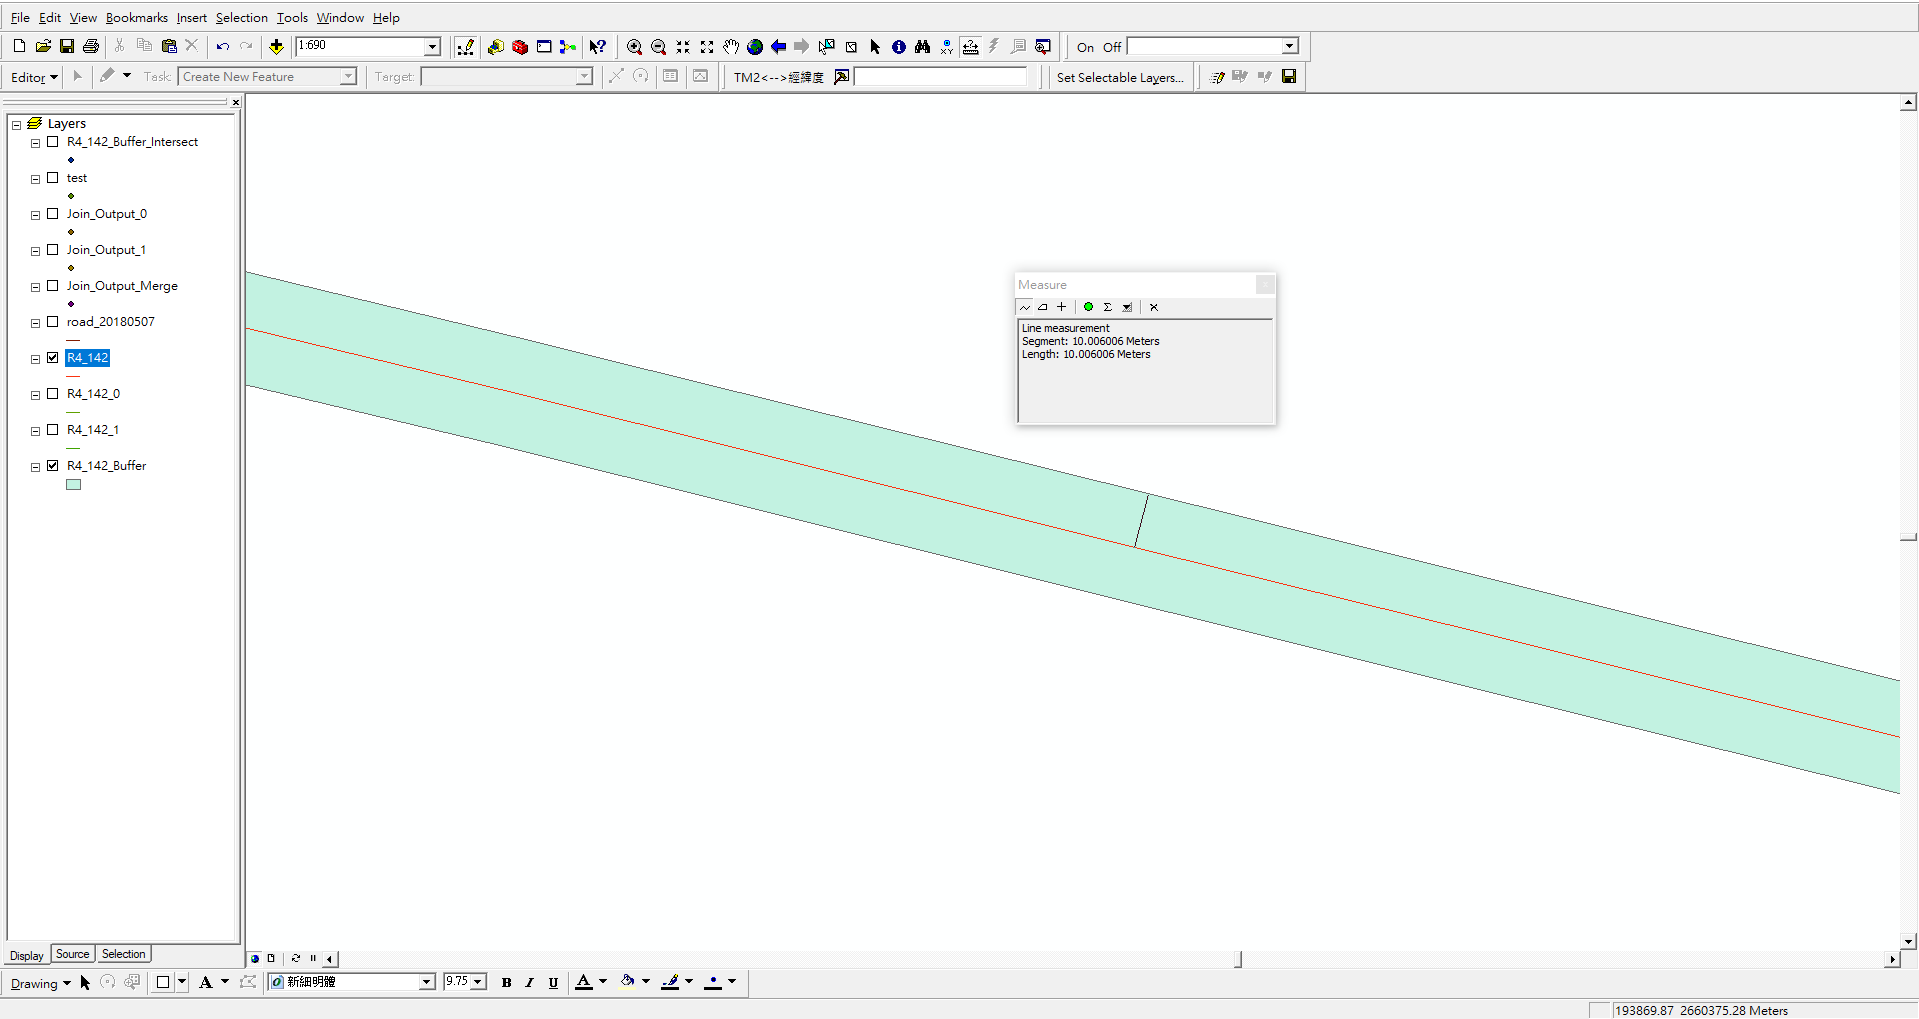 File Edit View Bookmarks Insert Selection Tools Window Help
1:690
On Off
Editor Task: Create New Feature Target: TM2<-->經緯度 Set Selectable Layers...
Layers
R4_142_Buffer_Intersect
test
Join_Output_0
Join_Output_1
Join_Output_Merge
road_20180507
R4_142
R4_142_0
R4_142_1
R4_142_Buffer
Measure
Line measurement
Segment: 10.006006 Meters
Length: 10.006006 Meters
Display Source Selection
Drawing A 新細明體 9.75 B I U A
193869.87 2660375.28 Meters